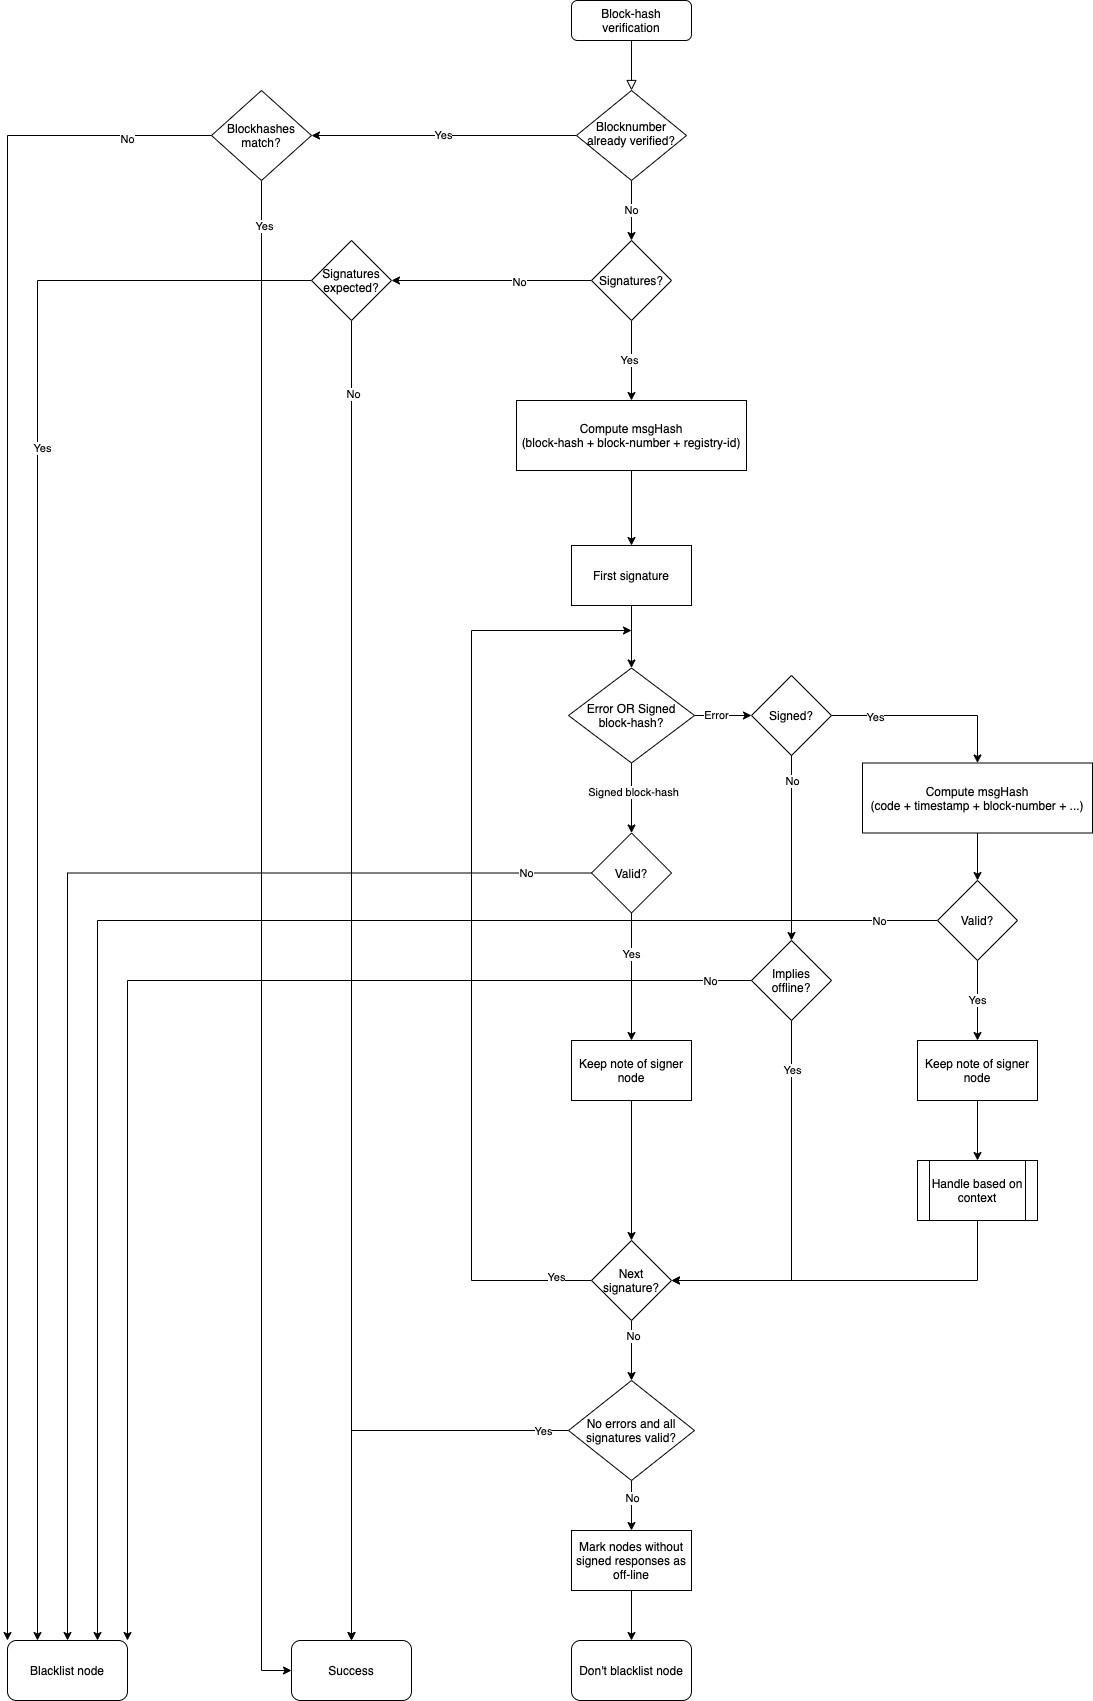 Block-hash
verification
Blockhashes
match?
No
Yes
Blocknumber
already verified?
Yes
No
Signatures
expected?
No
Signatures?
Yes
No
Compute msgHash
(block-hash + block-number + registry-id)
Yes
First signature
Error OR Signed
block-hash?
Error
Signed?
Yes
No
Signed block-hash
Compute msgHash
(code + timestamp + block-number + ...)
No
Valid?
No
Valid?
Yes
No
Implies
offline?
Yes
Keep note of signer
node
Yes
Keep note of signer
node
Handle based on
context
Yes
Next
signature?
No
Yes
No errors and all
signatures valid?
No
Mark nodes without
signed responses as
off-line
Blacklist node
Success
Don't blacklist node